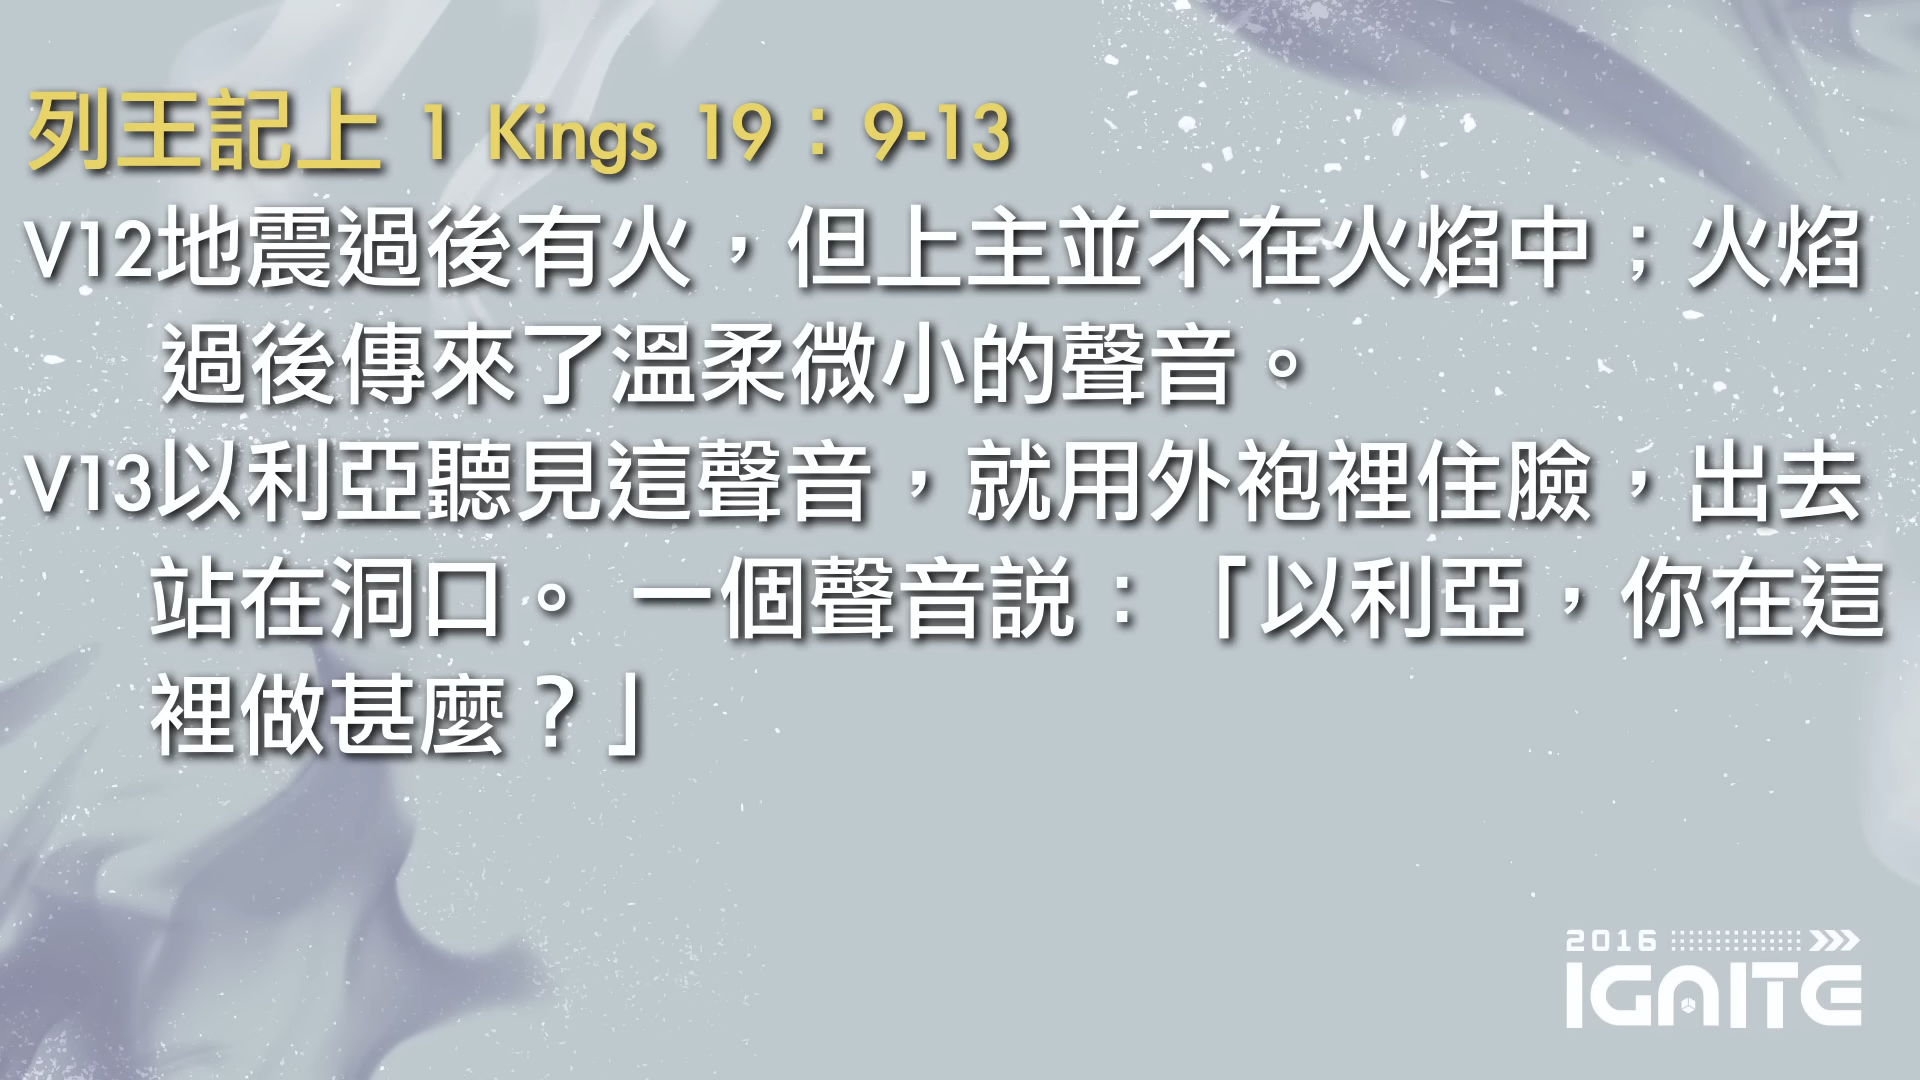 列王記上 1 Kings 19：9-13
V12地震過後有火，但上主並不在火焰中；火焰
過後傳來了溫柔微小的聲音。
V13以利亞聽見這聲音，就用外袍裡住臉，出去
站在洞口。 一個聲音說：「以利亞，你在這
裡做甚麼？」
2016
IGNITE